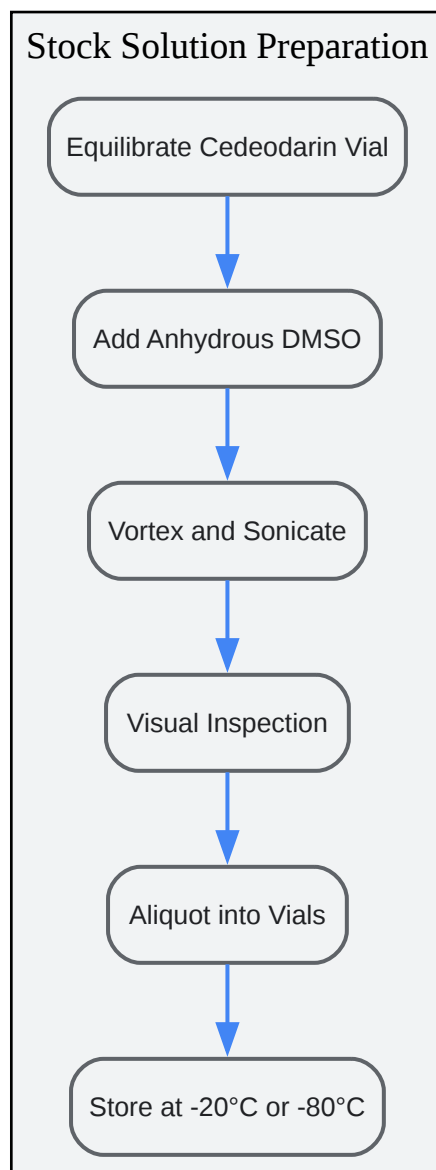 Stock Solution Preparation
Equilibrate Cedeodarin Vial
Add Anhydrous DMSO
Vortex and Sonicate
Visual Inspection
Aliquot into Vials
Store at -20°C or -80°C